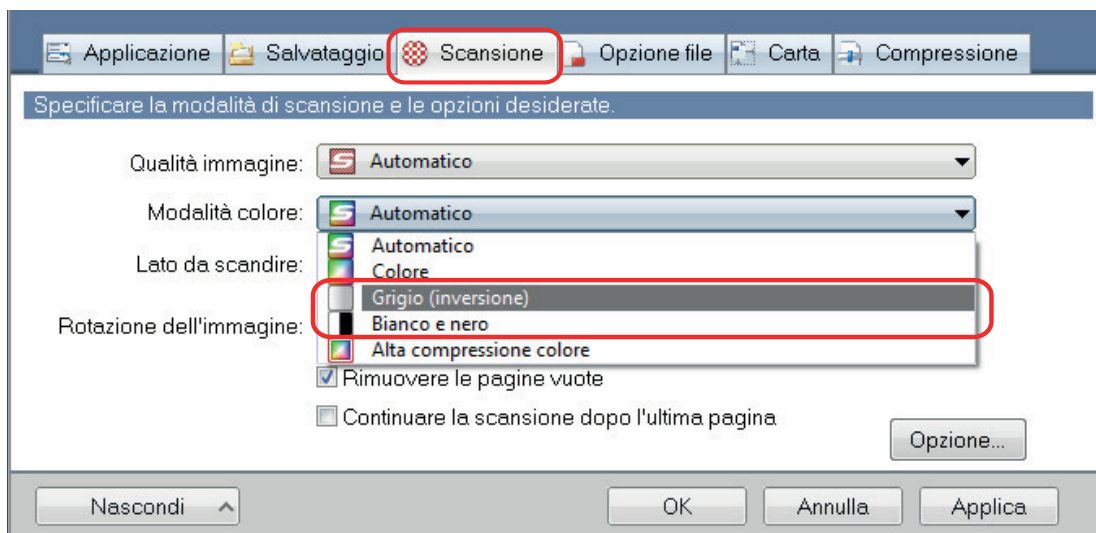 Applicazione Salvataggio Scansione Opzione file Carta Compressione
Specificare la modalità di scansione e le opzioni desiderate.
Qualità immagine: Automatico
Modalità colore: Automatico
Automatico
Lato da scandire: Colore
Grigio (inversione)
Rotazione dell'immagine: Bianco e nero
Alta compressione colore
Rimuovere le pagine vuote
Continuare la scansione dopo l'ultima pagina
Opzione...
Nascondi OK Annulla Applica